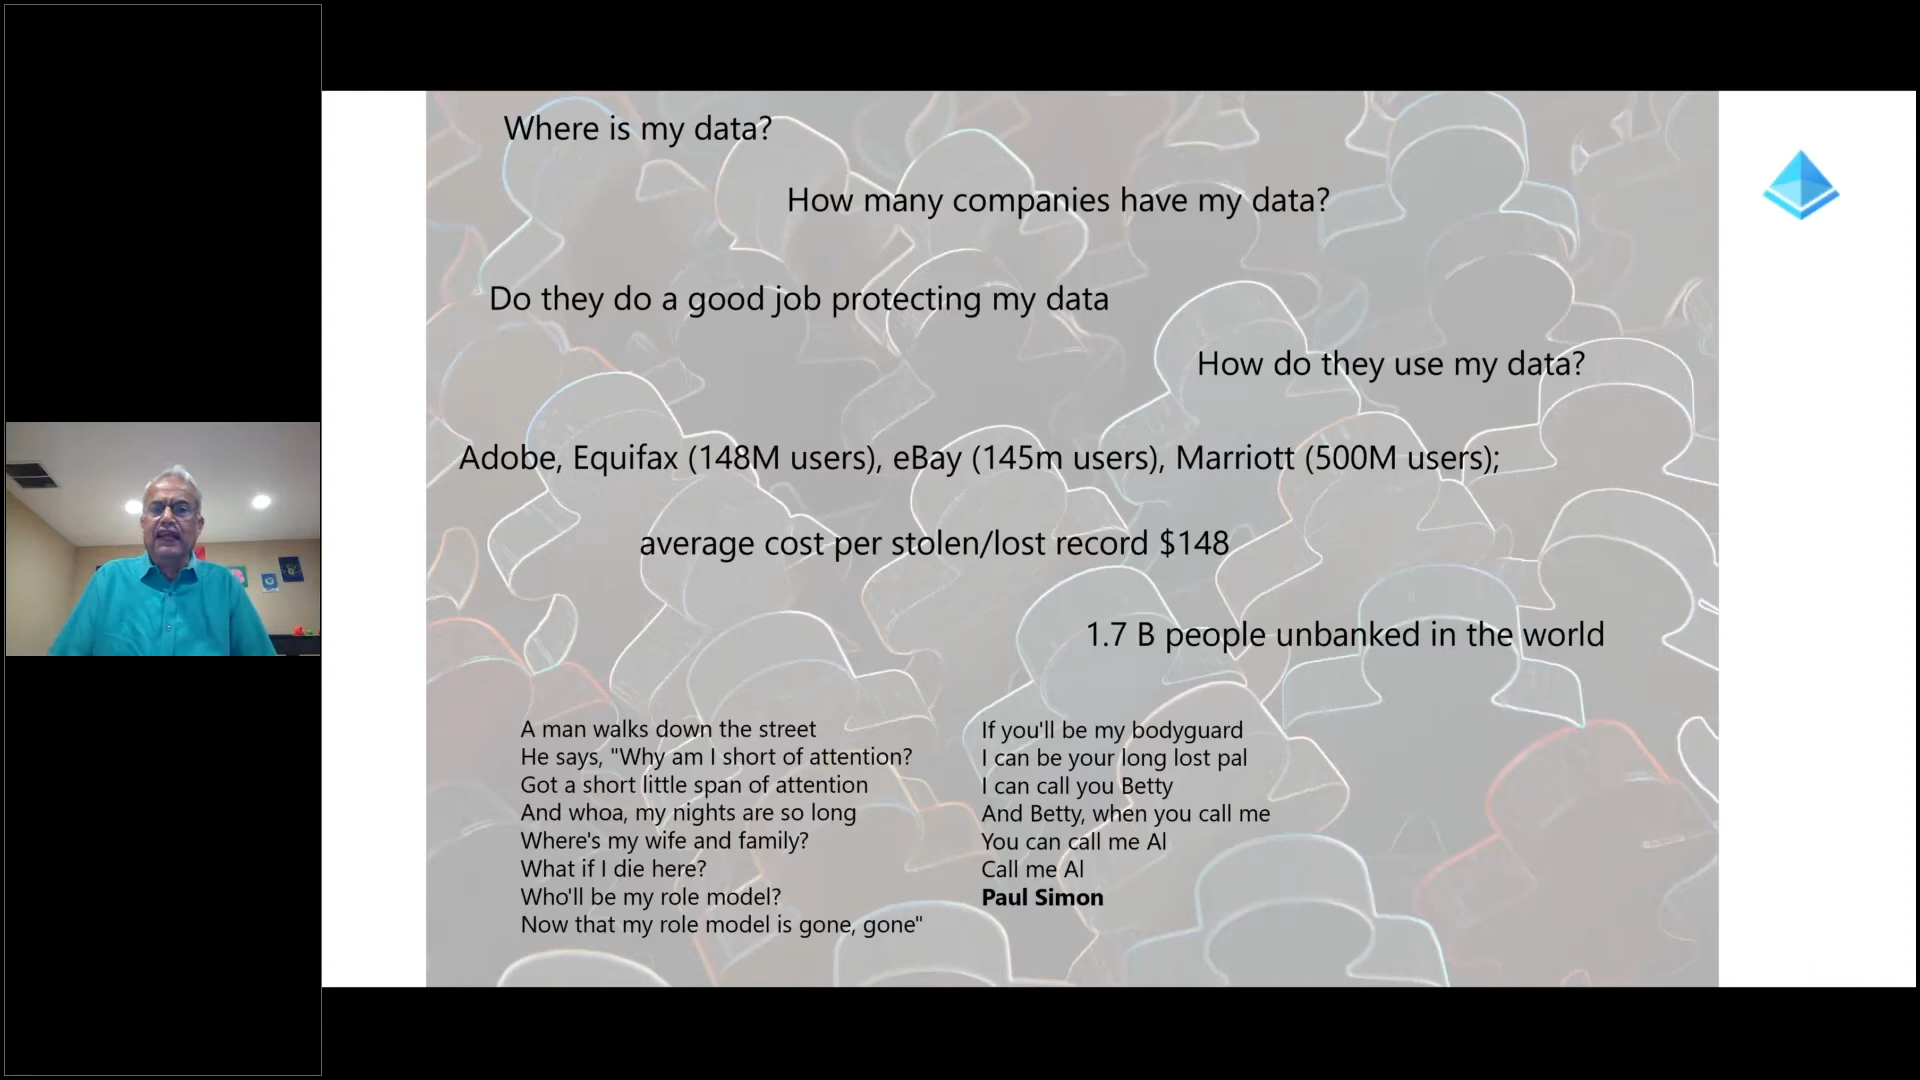 Where is my data?
How many companies have my data?
Do they do a good job protecting my data
How do they use my data?
Adobe, Equifax (148M users), eBay (145m users), Marriott (500M users);
average cost per stolen/lost record $148
1.7 B people unbanked in the world
A man walks down the street
He says, "Why am I short of attention?
Got a short little span of attention
And whoa, my nights are so long
Where's my wife and family?
What if I die here?
Who'll be my role model?
Now that my role model is gone, gone"
If you'll be my bodyguard
I can be your long lost pal
I can call you Betty
And Betty, when you call me
You can call me Al
Call me Al
Paul Simon